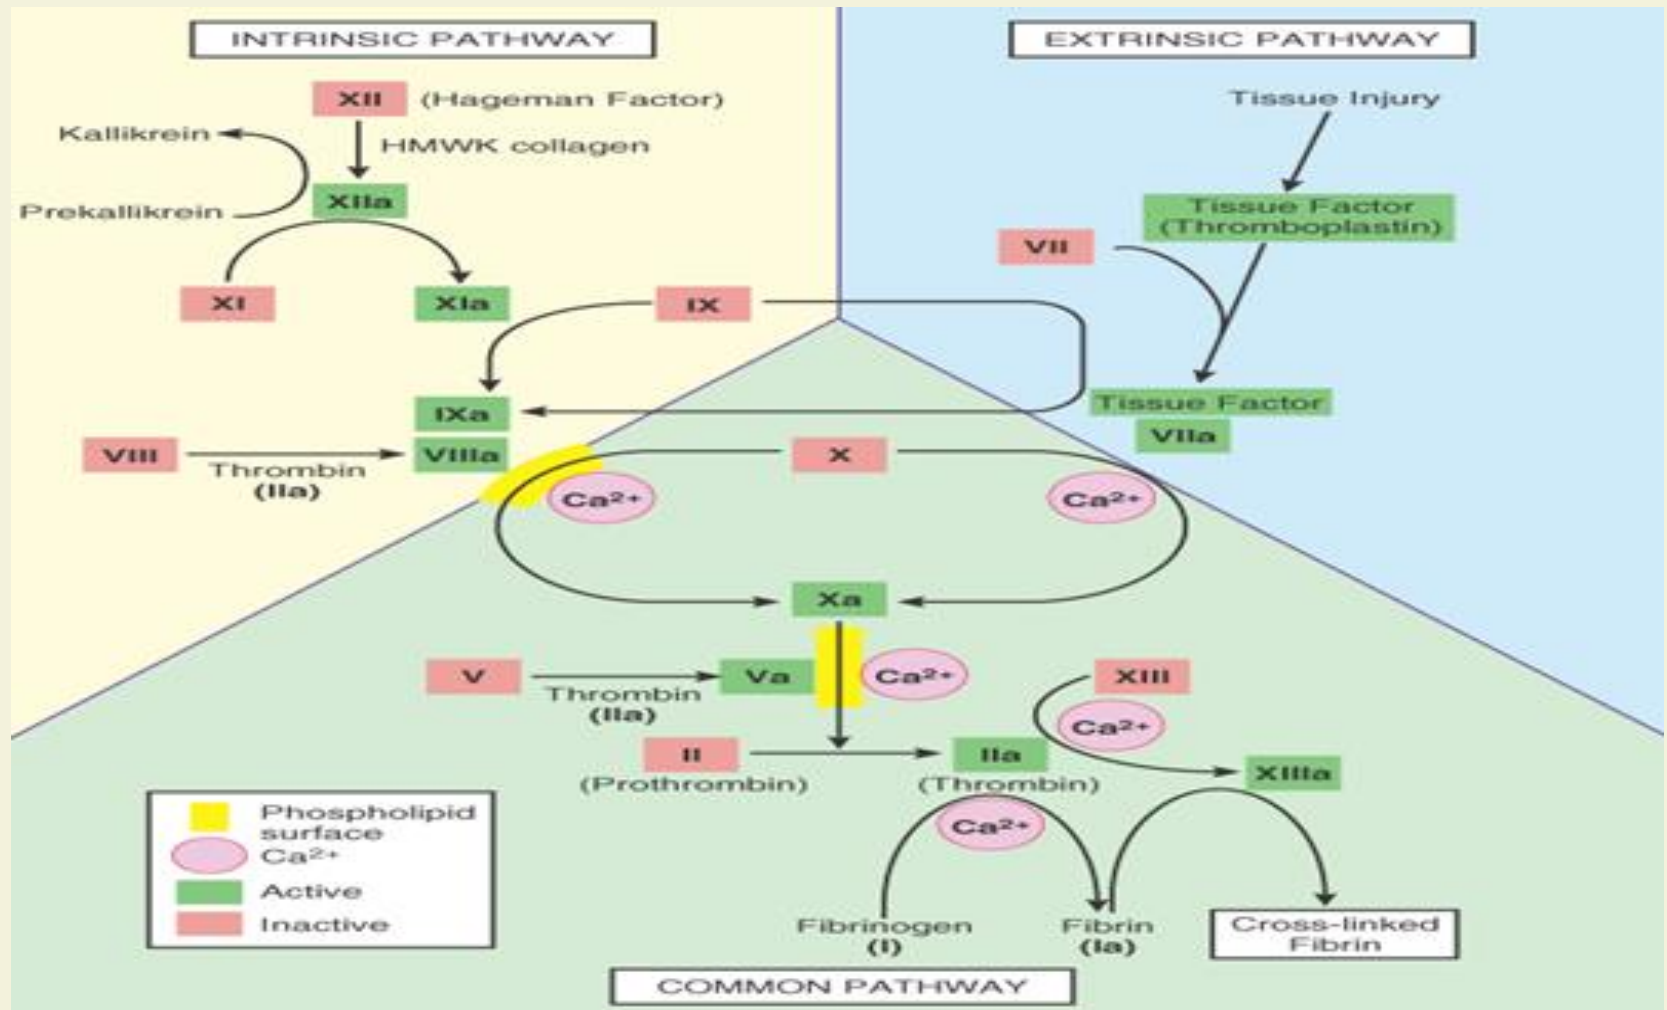 INTRINSIC PATHWAY
XII (Hageman Factor)
Kallikrein
HMWK collagen
Prekallikrein
XIIa
XI
XIa
IX
IXa
VIII
VIIIa
Thrombin
(IIa)
EXTRINSIC PATHWAY
Tissue Injury
Tissue Factor
(Thromboplastin)
VII
Tissue Factor
VIIa
X
Ca2+
Ca2+
Xa
V
Va
Ca2+
Thrombin
(IIa)
XIII
Ca2+
II
(Prothrombin)
IIa
(Thrombin)
XIIIa
Ca2+
Fibrinogen
(I)
Fibrin
(Ia)
Cross-linked
Fibrin
Phospholipid
surface
Ca2+
Active
Inactive
COMMON PATHWAY